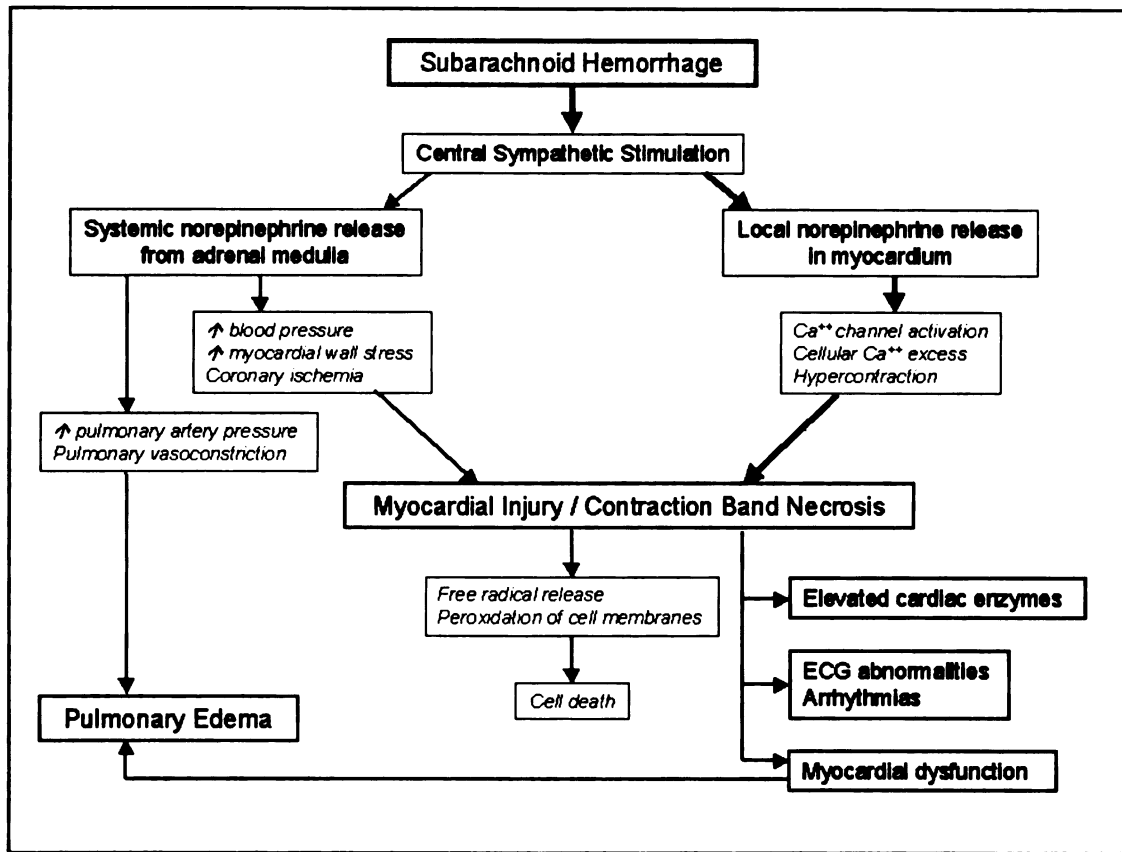 Subarachnoid Hemorrhage
Central Sympathetic Stimulation
Systemic norepinephrine release
from adrenal medulla
Local norepinephrine release
in myocardium
↑ blood pressure
↑ myocardial wall stress
Coronary ischemia
Ca⁺⁺ channel activation
Cellular Ca⁺⁺ excess
Hypercontraction
↑ pulmonary artery pressure
Pulmonary vasoconstriction
Myocardial Injury / Contraction Band Necrosis
Free radical release
Peroxidation of cell membranes
Elevated cardiac enzymes
ECG abnormalities
Arrhythmias
Cell death
Pulmonary Edema
Myocardial dysfunction